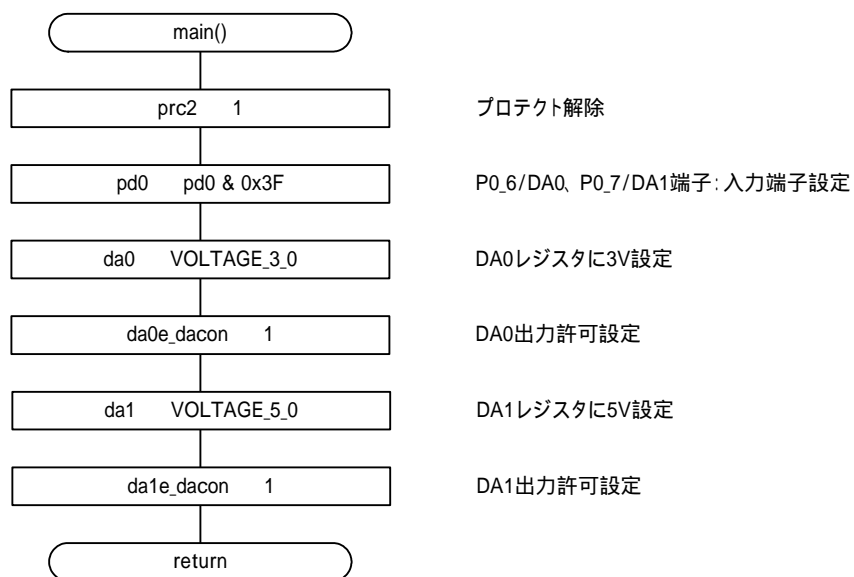 main()
prc2 1 プロテクト解除
pd0 pd0 & 0x3F P0_6/DA0、P0_7/DA1端子:入力端子設定
da0 VOLTAGE_3_0 DA0レジスタに3V設定
da0e_dacon 1 DA0出力許可設定
da1 VOLTAGE_5_0 DA1レジスタに5V設定
da1e_dacon 1 DA1出力許可設定
return